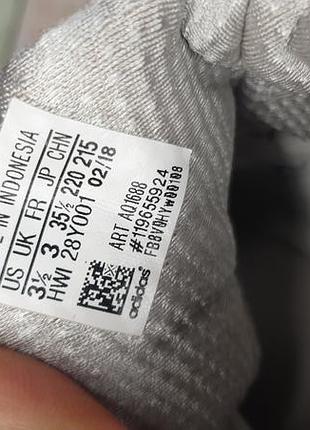 E IN INDONESIA
US UK FR JP CHN
3½ 3 35½ 220 215
HWI 28Y001 02/18
ART AQ1688
#119655924
FB8V0HYW00108
adidas